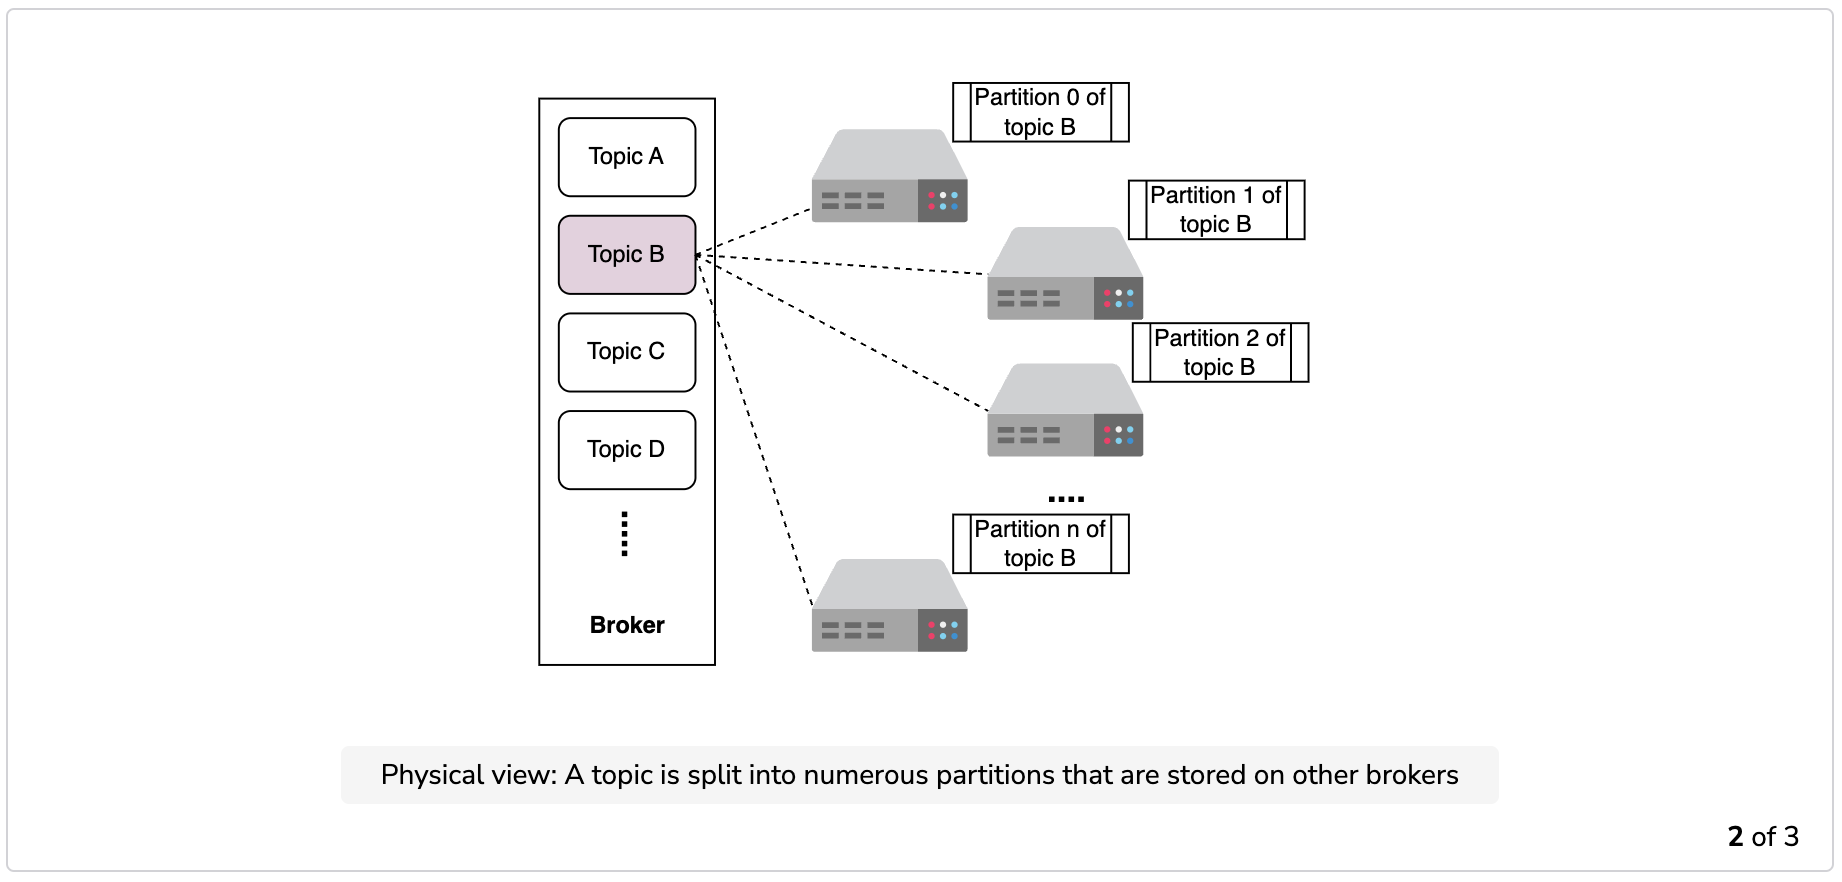 Partition 0 of
topic B
Topic A
Partition 1 of
topic B
Topic B
Partition 2 of
topic B
Topic C
Topic D
Partition n of
topic B
Broker
Physical view: A topic is split into numerous partitions that are stored on other brokers
2 of 3